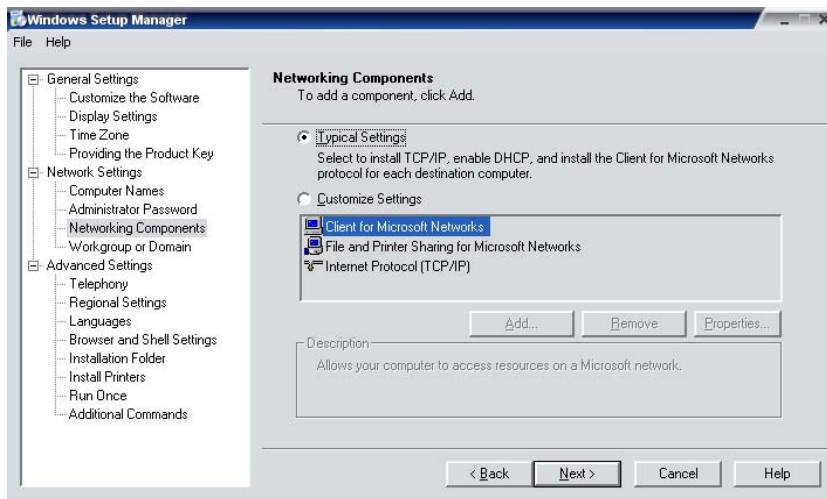 Windows Setup Manager
File Help
General Settings
Customize the Software
Display Settings
Time Zone
Providing the Product Key
Network Settings
Computer Names
Administrator Password
Networking Components
Workgroup or Domain
Advanced Settings
Telephony
Regional Settings
Languages
Browser and Shell Settings
Installation Folder
Install Printers
Run Once
Additional Commands
Networking Components
To add a component, click Add.
Typical Settings
Select to install TCP/IP, enable DHCP, and install the Client for Microsoft Networks
protocol for each destination computer.
Customize Settings
Client for Microsoft Networks
File and Printer Sharing for Microsoft Networks
Internet Protocol (TCP/IP)
Add... Remove Properties...
Description
Allows your computer to access resources on a Microsoft network.
< Back Next > Cancel Help